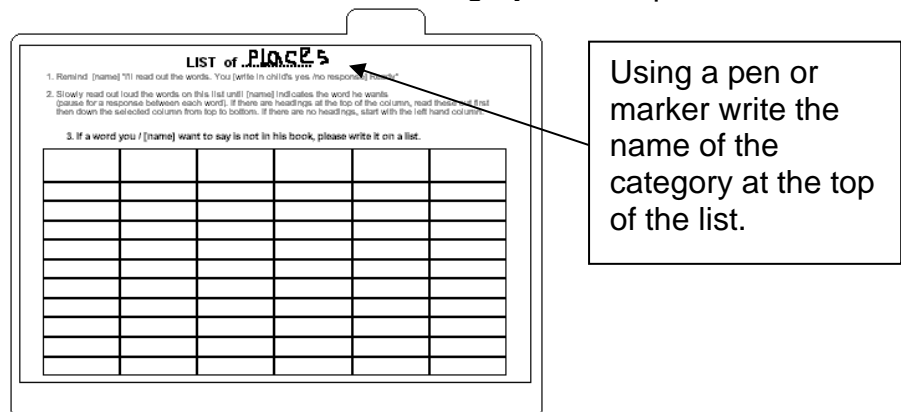 LIST of ..Places
1. Remind [name] "I'll read out the words. You [write in child's yes /no response] Ready"
2. Slowly read out loud the words on this list until [name] indicates the word he wants
(pause for a response between each word). If there are headings at the top of the column, read these out first
then down the selected column from top to bottom. If there are no headings, start with the left hand column.
3. If a word you / [name] want to say is not in his book, please write it on a list.
Using a pen or
marker write the
name of the
category at the top
of the list.